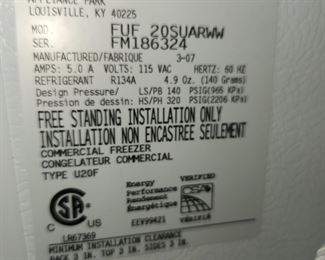 APPLIANCE PARK
LOUISVILLE, KY 40225
MOD. FUF 20SUARWW
SER. FM186324
MANUFACTURED/FABRIQUE 3-07
AMPS: 5.0 A VOLTS: 115 VAC HERTZ: 60 HZ
REFRIGERANT R134A 4.9 Oz. (140 Grams)
Design Pressure/ LS/PB 140 PSIG(965 KPa)
Pression de dessein: HS/PH 320 PSIG(2206 KPa)
FREE STANDING INSTALLATION ONLY
INSTALLATION NON ENCASTREE SEULEMENT
COMMERCIAL FREEZER
CONGELATEUR COMMERCIAL
TYPE U20F
Energy
Performance
Rendement
Énergétique
VERIFIED
CSA
VÉRIFIÉ
SA
C US
EEV99421
LR67369
MINIMUM INSTALLATION CLEARANCE
BACK 3 IN. TOP 3 IN. SIDES 3 IN.